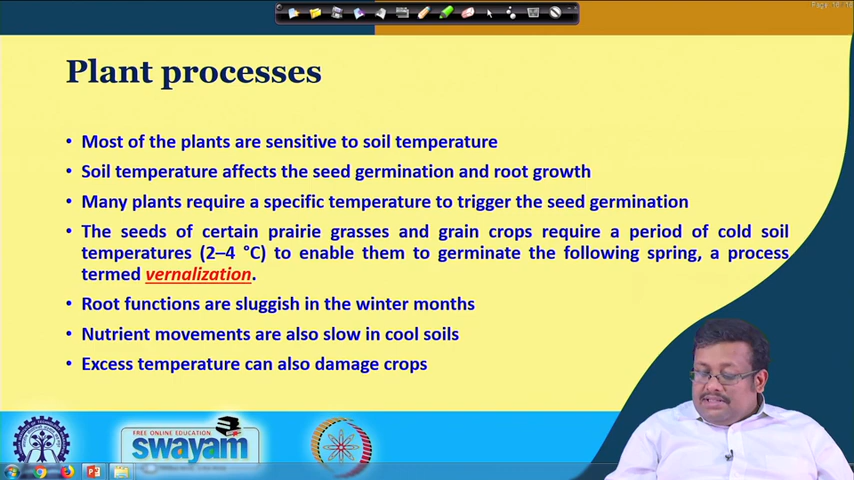 Plant processes
• Most of the plants are sensitive to soil temperature
• Soil temperature affects the seed germination and root growth
• Many plants require a specific temperature to trigger the seed germination
• The seeds of certain prairie grasses and grain crops require a period of cold soil
temperatures (2–4 °C) to enable them to germinate the following spring, a process
termed vernalization.
• Root functions are sluggish in the winter months
• Nutrient movements are also slow in cool soils
• Excess temperature can also damage crops
FREE ONLINE EDUCATION
swayam